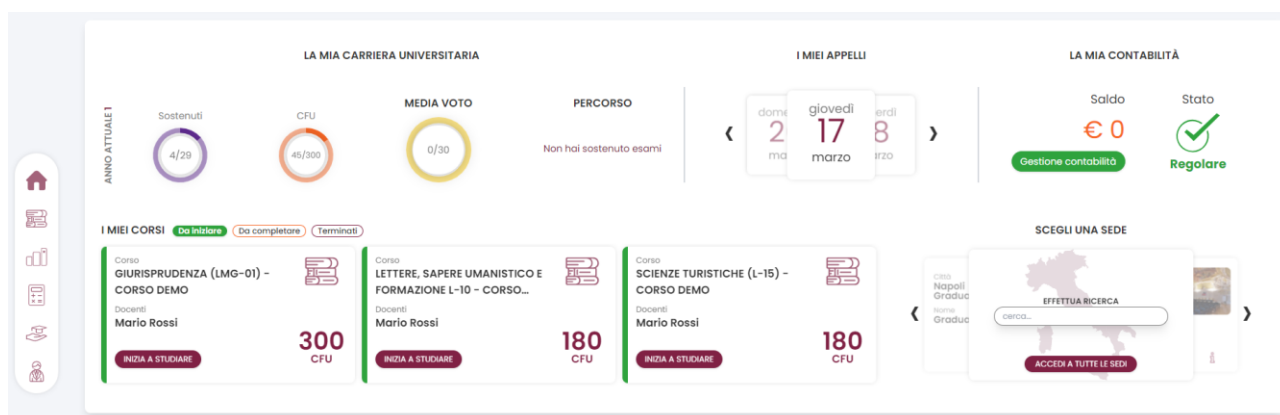 LA MIA CARRIERA UNIVERSITARIA
ANNO ATTUALE 1
Sostenuti
4/29
CFU
45/300
MEDIA VOTO
0/30
PERCORSO
Non hai sostenuto esami
I MIEI APPELLI
giovedì
17
marzo
LA MIA CONTABILITÀ
Saldo
€ 0
Gestione contabilità
Stato
Regolare
I MIEI CORSI Da iniziare Da completare Terminati
Corso
GIURISPRUDENZA (LMG-01) -
CORSO DEMO
Docenti
Mario Rossi
INIZIA A STUDIARE
300
CFU
Corso
LETTERE, SAPERE UMANISTICO E
FORMAZIONE L-10 - CORSO...
Docenti
Mario Rossi
INIZIA A STUDIARE
180
CFU
Corso
SCIENZE TURISTICHE (L-15) -
CORSO DEMO
Docenti
Mario Rossi
INIZIA A STUDIARE
180
CFU
SCEGLI UNA SEDE
Città
Napoli
Nome
EFFETTUA RICERCA
cerca...
ACCEDI A TUTTE LE SEDI